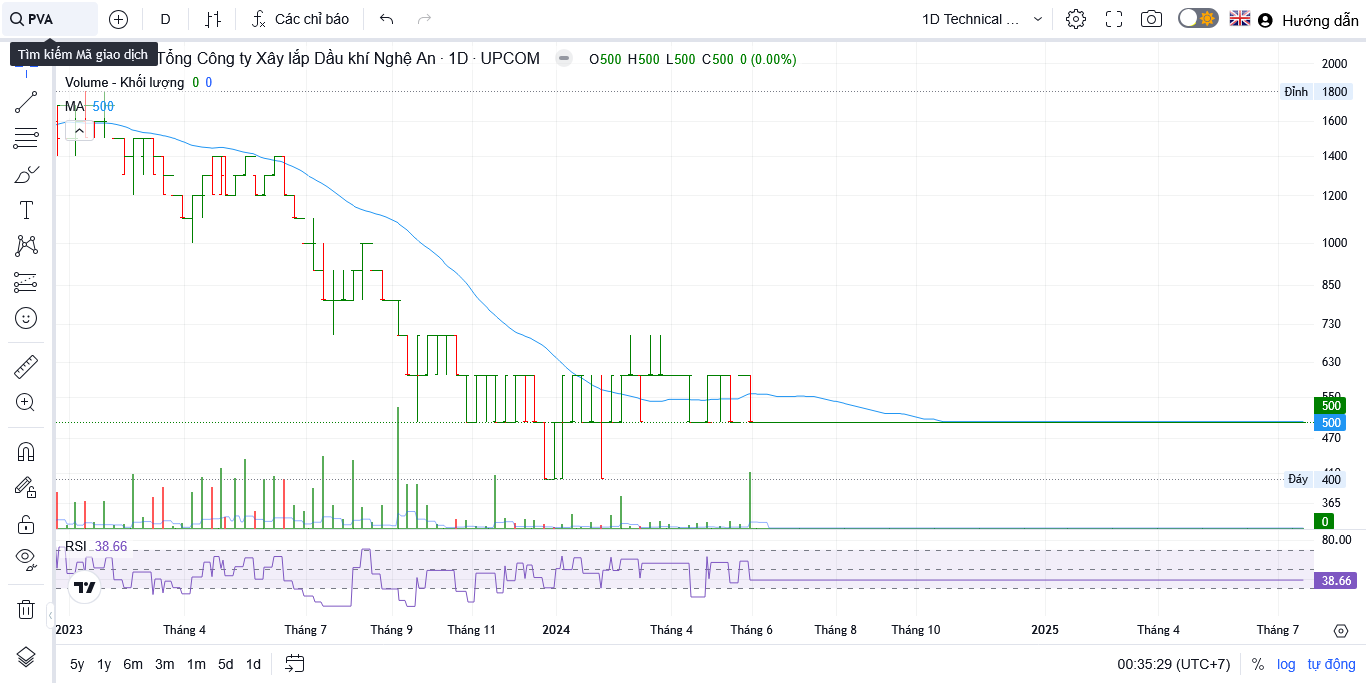 PVA
D
Các chỉ báo
1D Technical ...
Hướng dẫn
Tìm kiếm Mã giao dịch
Tổng Công ty Xây lắp Dầu khí Nghệ An · 1D · UPCOM
O500 H500 L500 C500 0 (0.00%)
Volume - Khối lượng 0 0
MA 500
2000
Đỉnh 1800
1600
1400
1200
1000
850
730
630
550
500
500
470
410
Đáy 400
365
0
RSI 38.66
80.00
38.66
2023 Tháng 4 Tháng 7 Tháng 9 Tháng 11 2024 Tháng 4 Tháng 6 Tháng 8 Tháng 10 2025 Tháng 4 Tháng 7
5y 1y 6m 3m 1m 5d 1d
00:35:29 (UTC+7) % log tự động